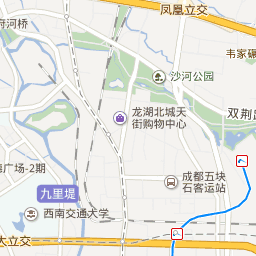 凤凰立交
府河桥
韦家碾
沙河公园
双荆
龙湖北城天
街购物中心
广场-2期
成都五块
石客运站
九里堤
西南交通大学
大立交